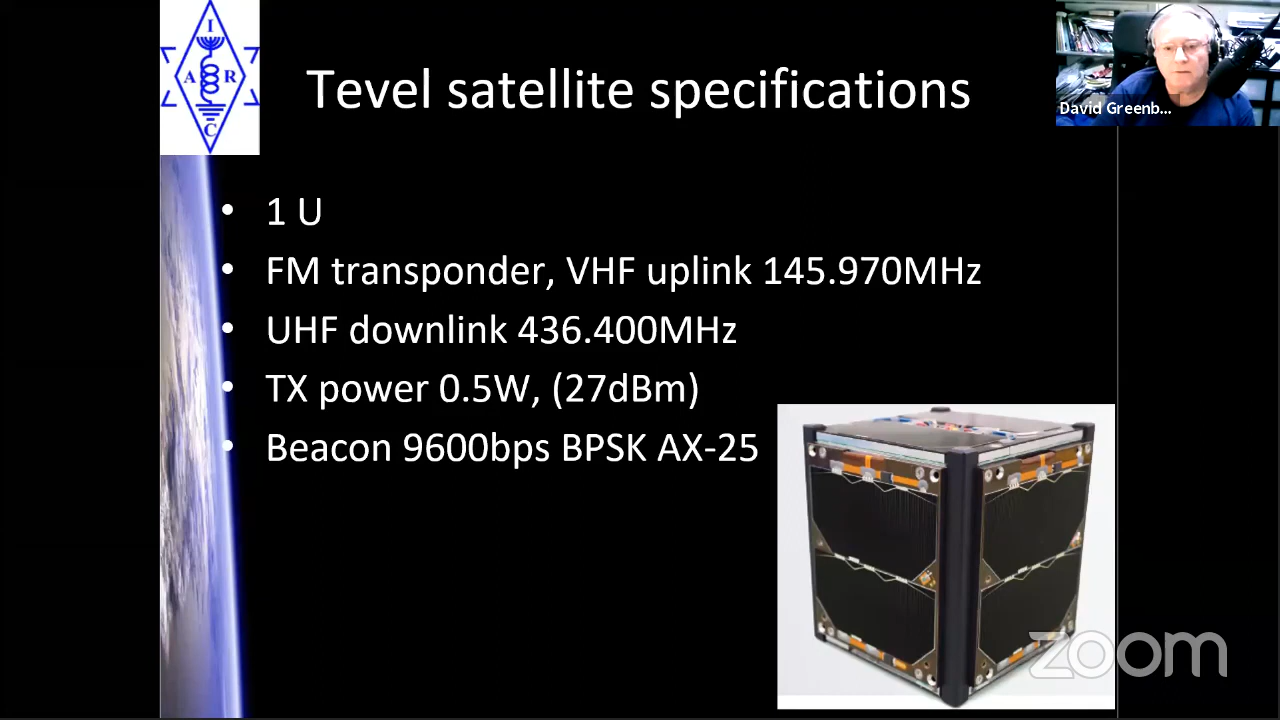 I
A R
C
Tevel satellite specifications
David Greenb...
• 1 U
• FM transponder, VHF uplink 145.970MHz
• UHF downlink 436.400MHz
• TX power 0.5W, (27dBm)
• Beacon 9600bps BPSK AX-25
zoom